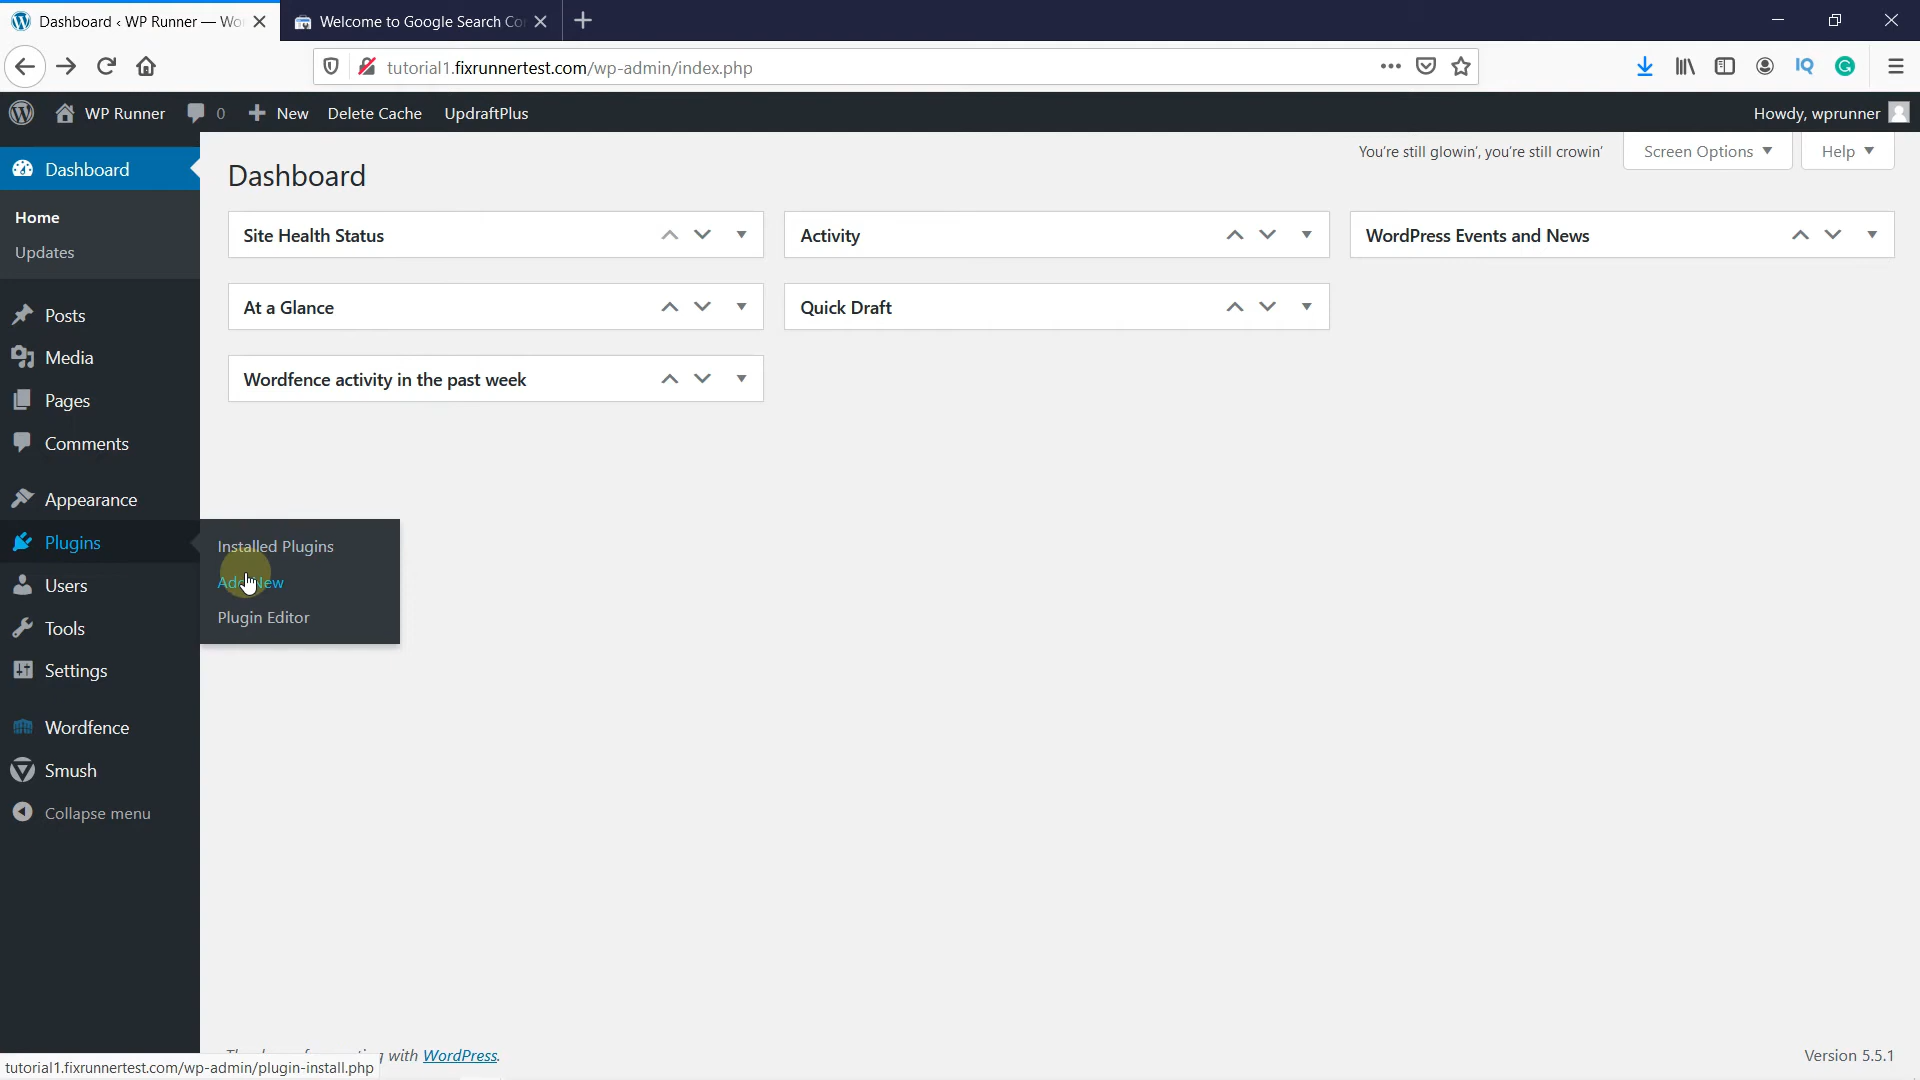 Dashboard ‹ WP Runner — Wo
Welcome to Google Search Co
tutorial1.fixrunnertest.com/wp-admin/index.php
IQ
WP Runner
0
New
Delete Cache
UpdraftPlus
Howdy, wprunner
Dashboard
Home
Updates
Posts
Media
Pages
Comments
Appearance
Plugins
Users
Tools
Settings
Wordfence
Smush
Collapse menu
Installed Plugins
Add New
Plugin Editor
You're still glowin', you're still crowin'
Screen Options
Help
Dashboard
Site Health Status
Activity
WordPress Events and News
At a Glance
Quick Draft
Wordfence activity in the past week
with WordPress.
Version 5.5.1
tutorial1.fixrunnertest.com/wp-admin/plugin-install.php